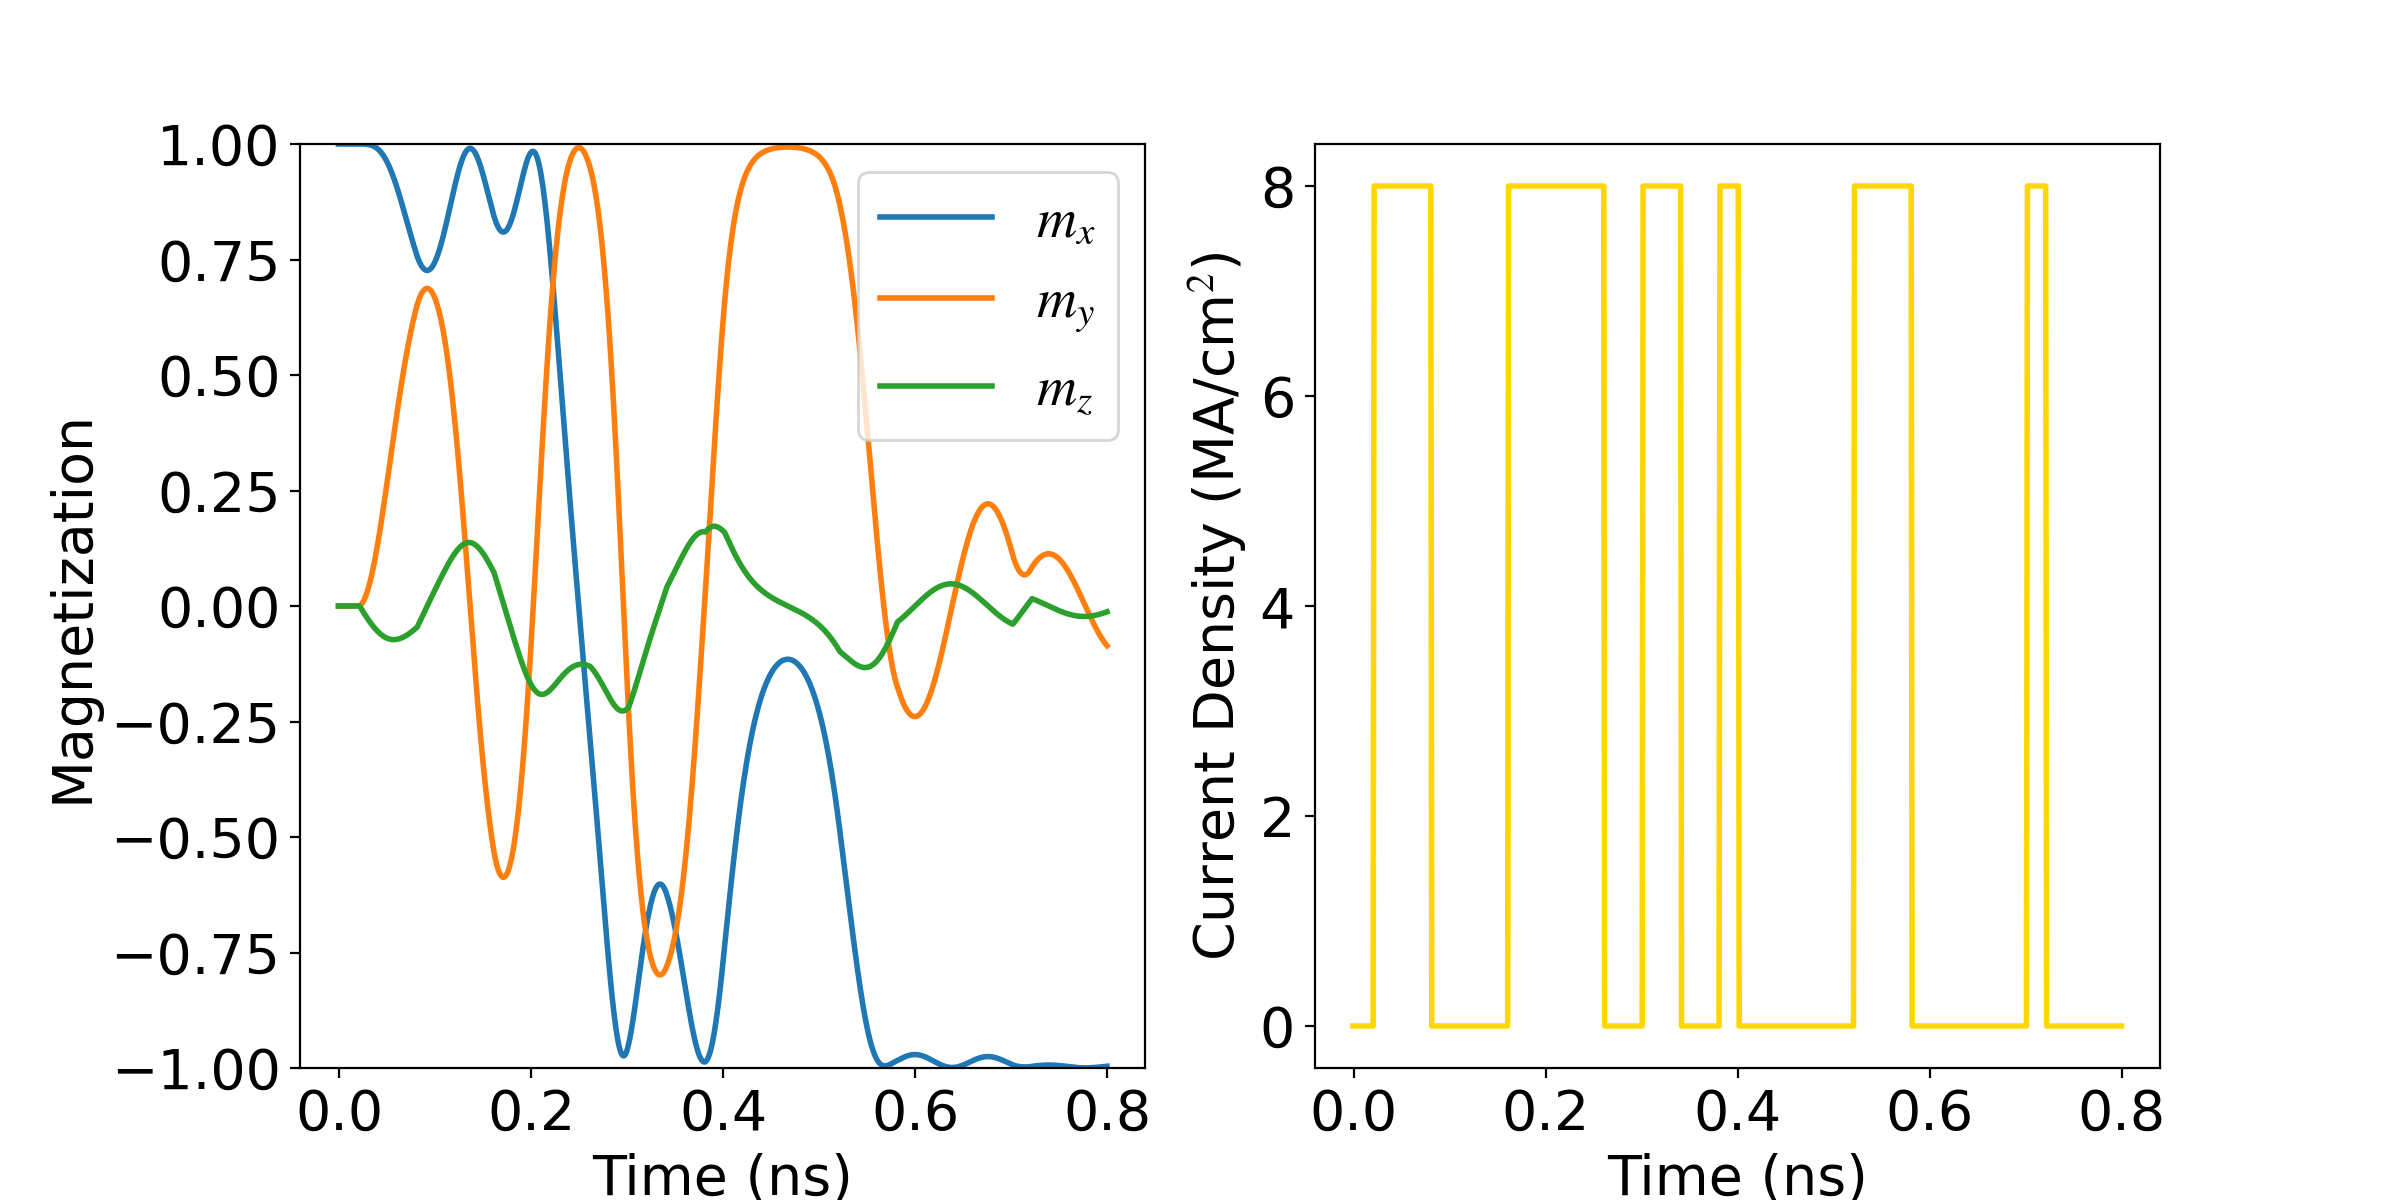 1.00
0.75
0.50
0.25
0.00
−0.25
−0.50
−0.75
−1.00
Magnetization
0.0 0.2 0.4 0.6 0.8
Time (ns)
m_x
m_y
m_z
8
6
4
2
0
Current Density (MA/cm²)
0.0 0.2 0.4 0.6 0.8
Time (ns)